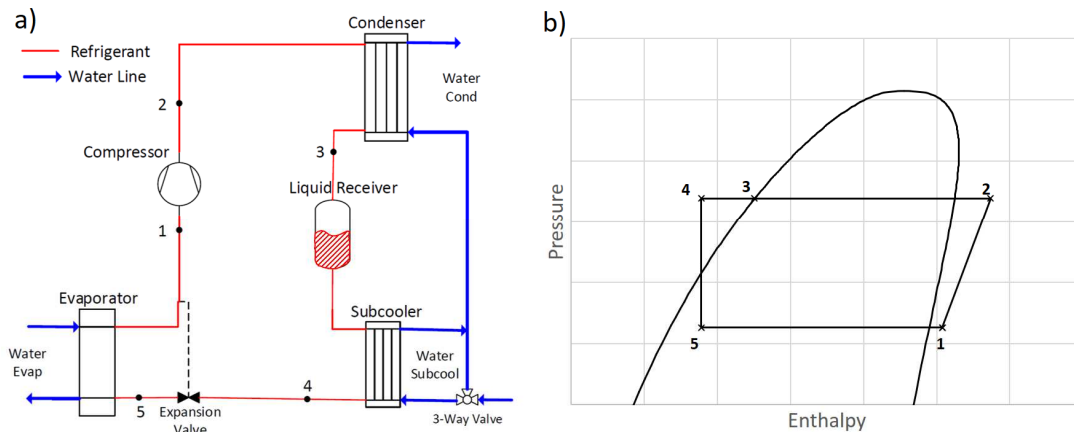 a)
Refrigerant
Water Line
Condenser
Water
Cond
2
Compressor
3
Liquid Receiver
1
Evaporator
Subcooler
Water
Evap
Water
Subcool
4
5
Expansion
Valve
3-Way Valve
b)
Pressure
4
3
2
5
1
Enthalpy